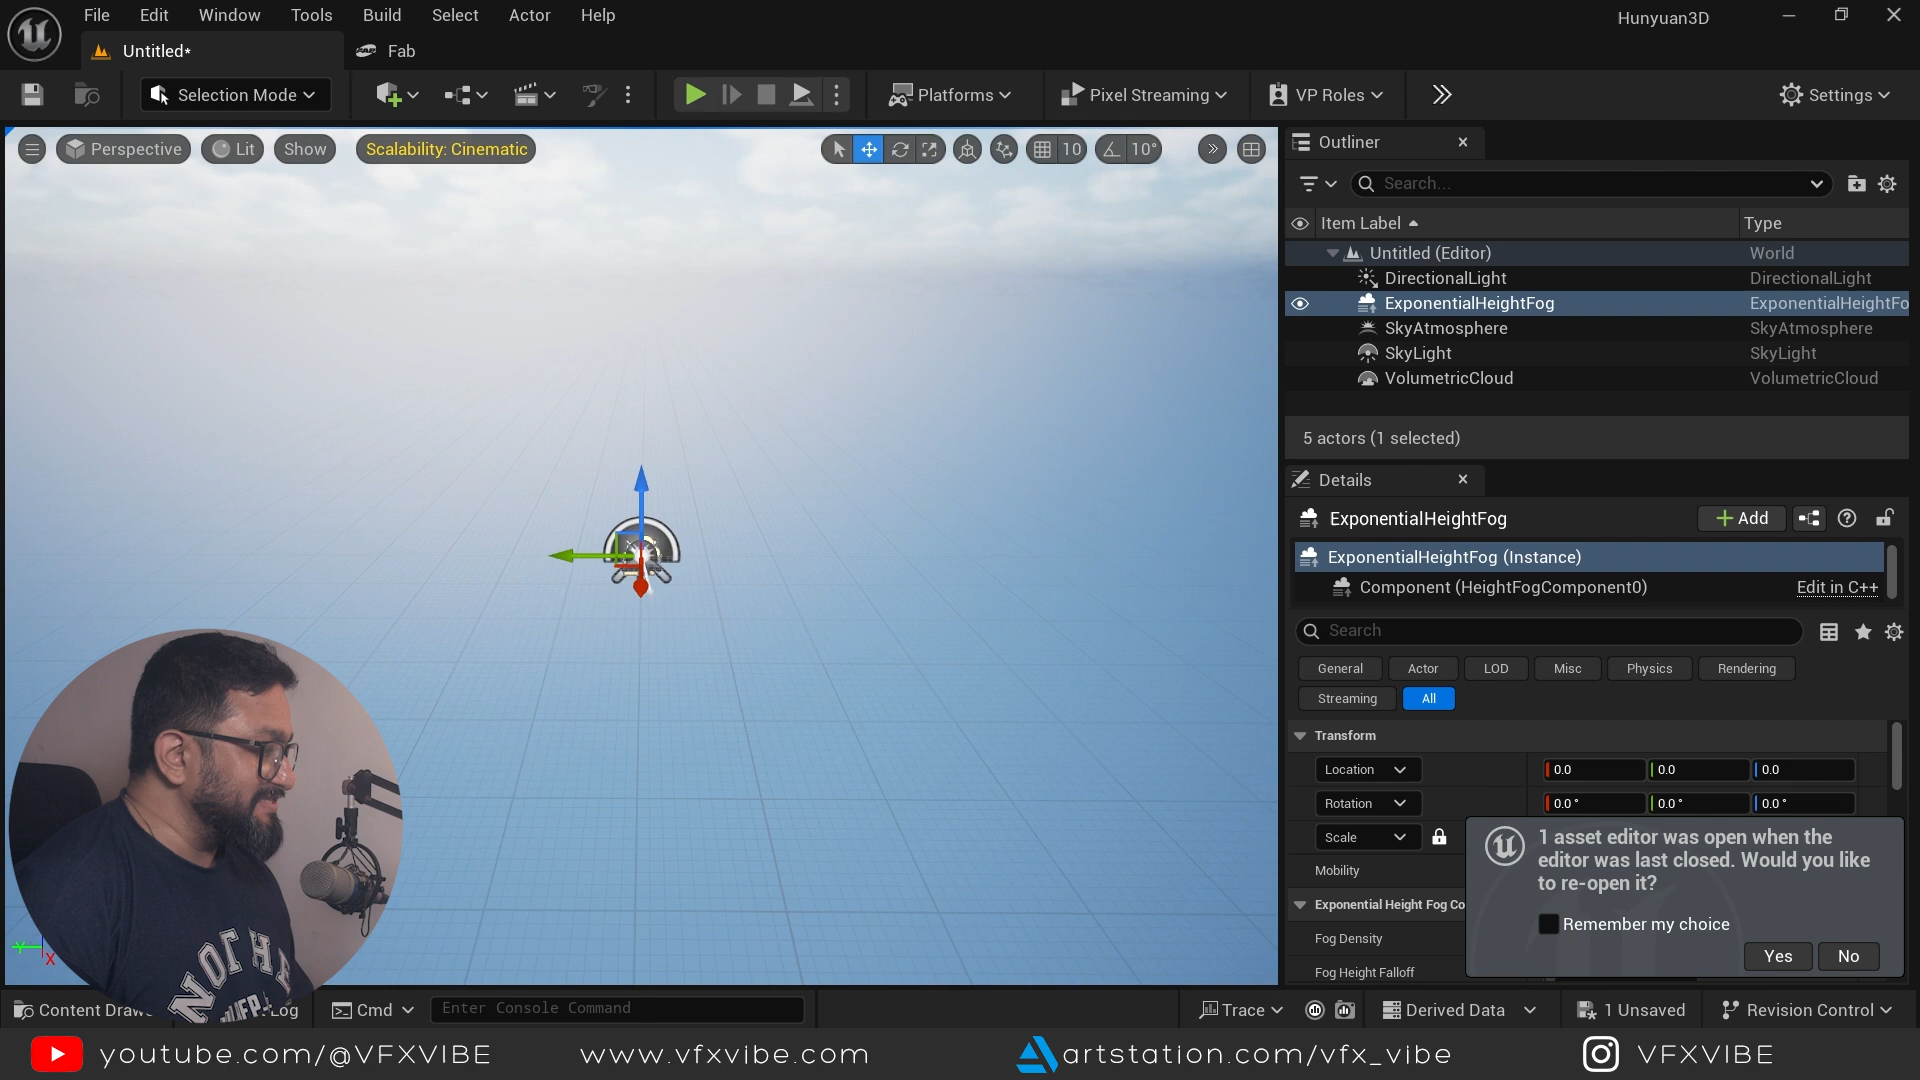 File Edit Window Tools Build Select Actor Help
Hunyuan3D
Untitled*
Fab
Selection Mode
Platforms
Pixel Streaming
VP Roles
Settings
Perspective
Lit
Show
Scalability: Cinematic
10
10°
Outliner
Search...
Item Label
Type
Untitled (Editor) World
DirectionalLight DirectionalLight
ExponentialHeightFog ExponentialHeightFo
SkyAtmosphere SkyAtmosphere
SkyLight SkyLight
VolumetricCloud VolumetricCloud
5 actors (1 selected)
Details
ExponentialHeightFog
Add
ExponentialHeightFog (Instance)
Component (HeightFogComponent0) Edit in C++
Search
General Actor LOD Misc Physics Rendering
Streaming All
Transform
Location 0.0 0.0 0.0
Rotation 0.0 ° 0.0 ° 0.0 °
Scale
Mobility
Exponential Height Fog Co
Fog Density
Fog Height Falloff
1 asset editor was open when the
editor was last closed. Would you like
to re-open it?
Remember my choice
Yes No
Y
X
Content Draw
Log
Cmd
Enter Console Command
Trace
Derived Data
1 Unsaved
Revision Control
youtube.com/@VFXVIBE
www.vfxvibe.com
artstation.com/vfx_vibe
VFXVIBE